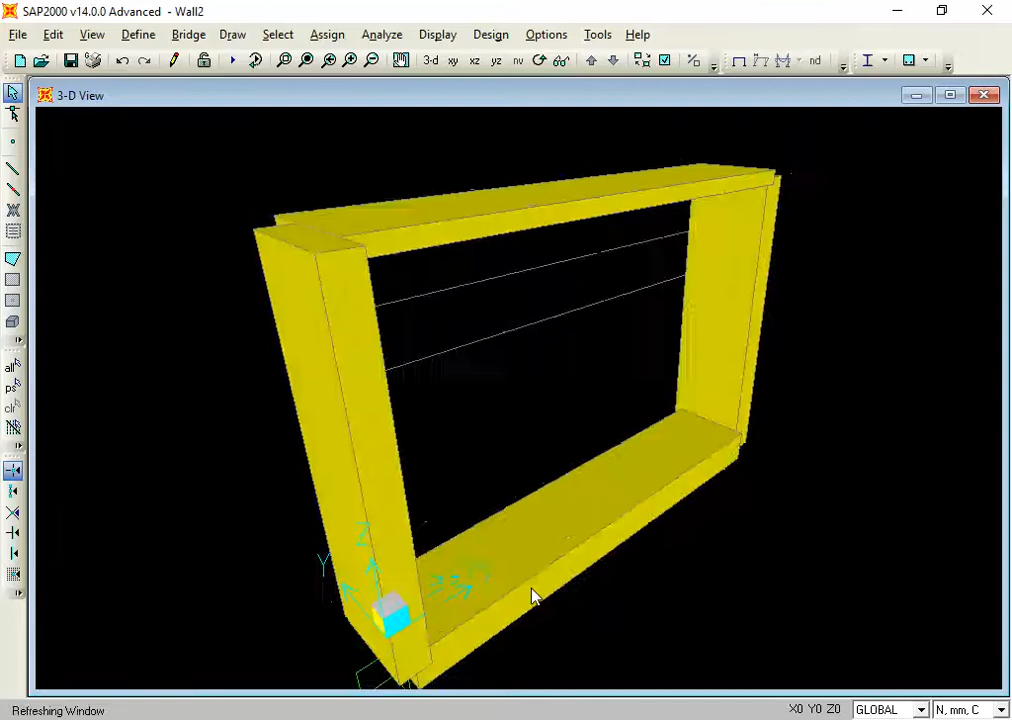 SAP2000 v14.0.0 Advanced - Wall2
File Edit View Define Bridge Draw Select Assign Analyze Display Design Options Tools Help
3-d xy xz yz nv nd
3-D View
all
ps
clr
Z
Y
Refreshing Window
X0 Y0 Z0
GLOBAL
N, mm, C